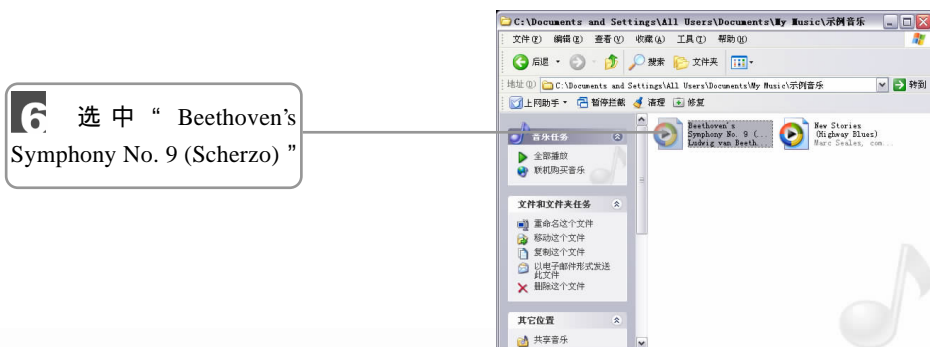 6 选中“ Beethoven's
Symphony No. 9 (Scherzo) ”
C:\Documents and Settings\All Users\Documents\My Music\示例音乐
文件(F) 编辑(E) 查看(V) 收藏(A) 工具(T) 帮助(H)
后退 搜索 文件夹
地址(D) C:\Documents and Settings\All Users\Documents\My Music\示例音乐 转到
上网助手 暂停拦截 清理 修复
音乐任务
全部播放
联机购买音乐
文件和文件夹任务
重命名这个文件
移动这个文件
复制这个文件
以电子邮件形式发送
此文件
删除这个文件
其它位置
共享音乐
Beethoven's
Symphony No. 9 (...
Ludwig van Beeth...
New Stories
(Highway Blues)
Marc Seales, com...